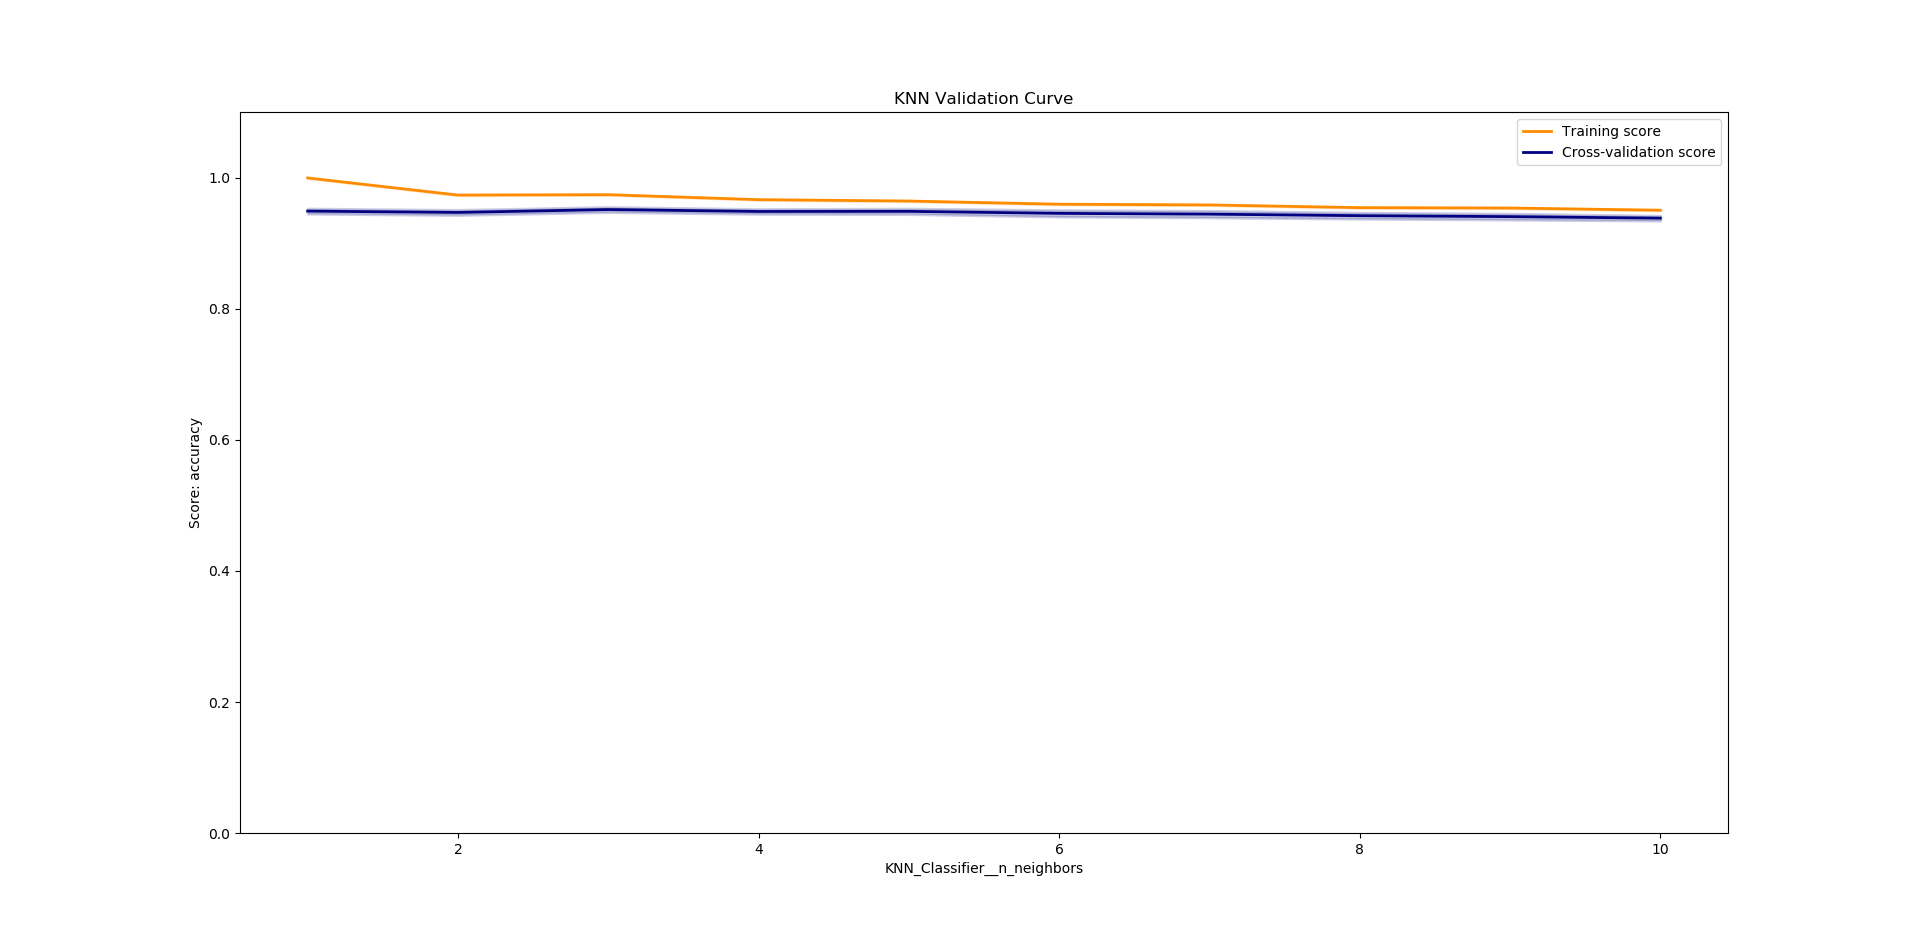 KNN Validation Curve
Training score
Cross-validation score
1.0
0.8
0.6
0.4
0.2
0.0
Score: accuracy
2 4 6 8 10
KNN_Classifier__n_neighbors